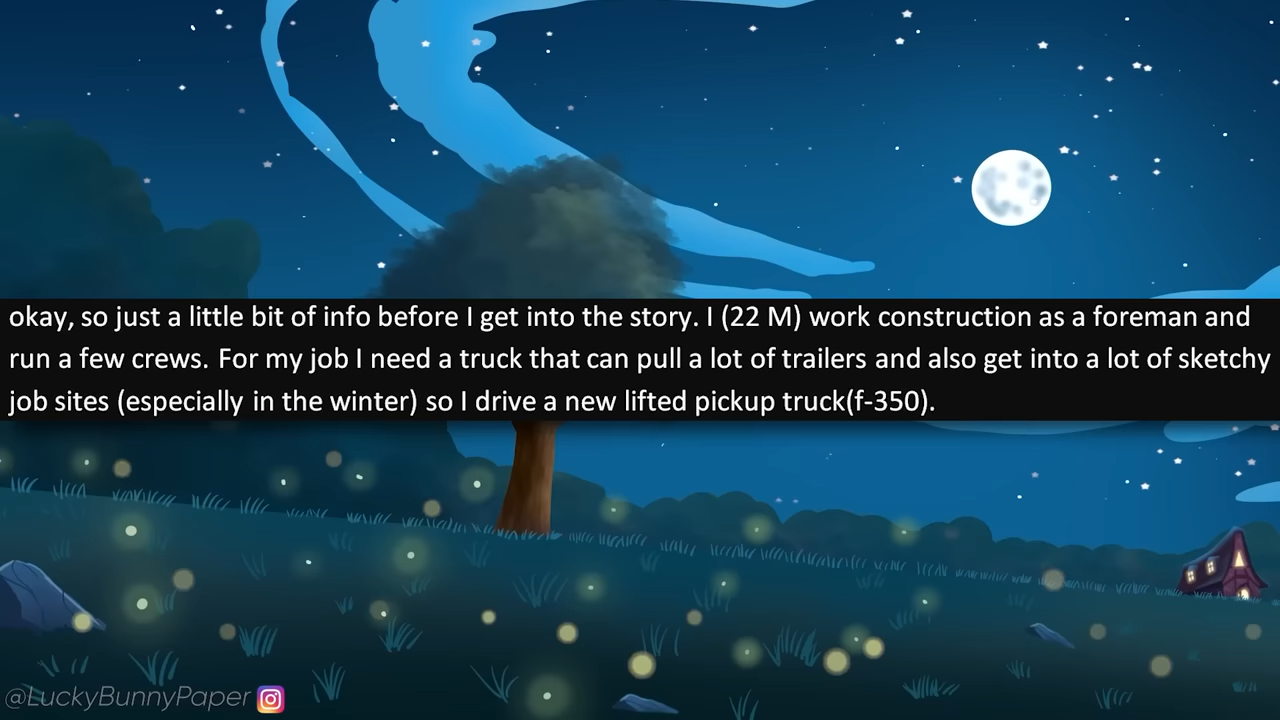 okay, so just a little bit of info before I get into the story. I (22 M) work construction as a foreman and
run a few crews. For my job I need a truck that can pull a lot of trailers and also get into a lot of sketchy
job sites (especially in the winter) so I drive a new lifted pickup truck(f-350).
@LuckyBunnyPaper